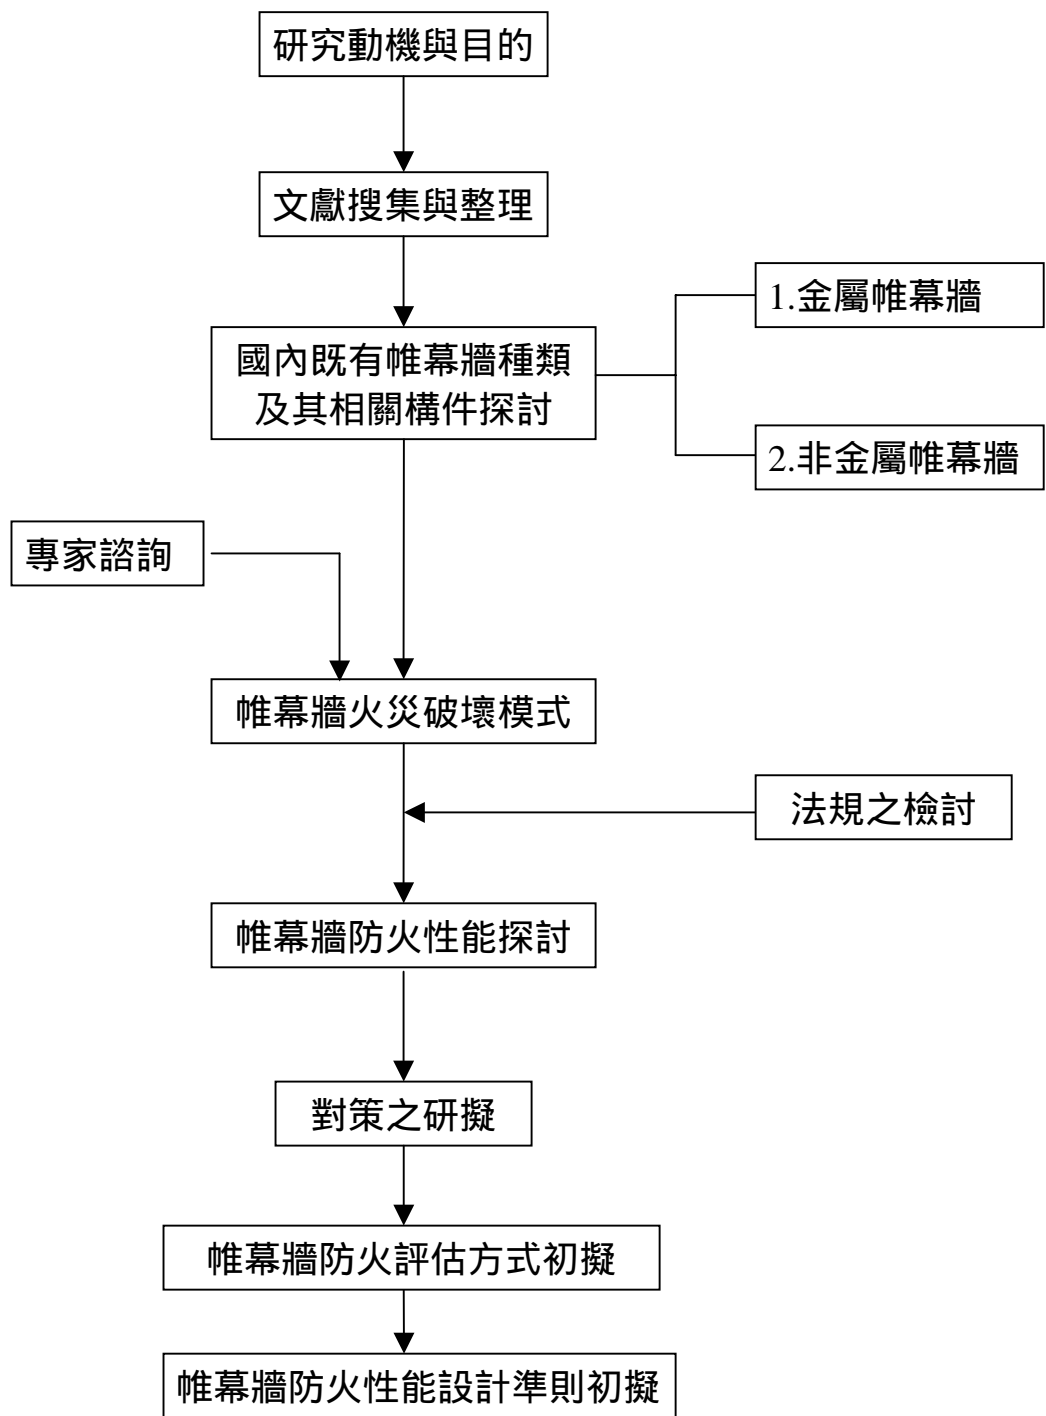 研究動機與目的
文獻搜集與整理
1.金屬帷幕牆
國內既有帷幕牆種類
及其相關構件探討
2.非金屬帷幕牆
專家諮詢
帷幕牆火災破壞模式
法規之檢討
帷幕牆防火性能探討
對策之研擬
帷幕牆防火評估方式初擬
帷幕牆防火性能設計準則初擬